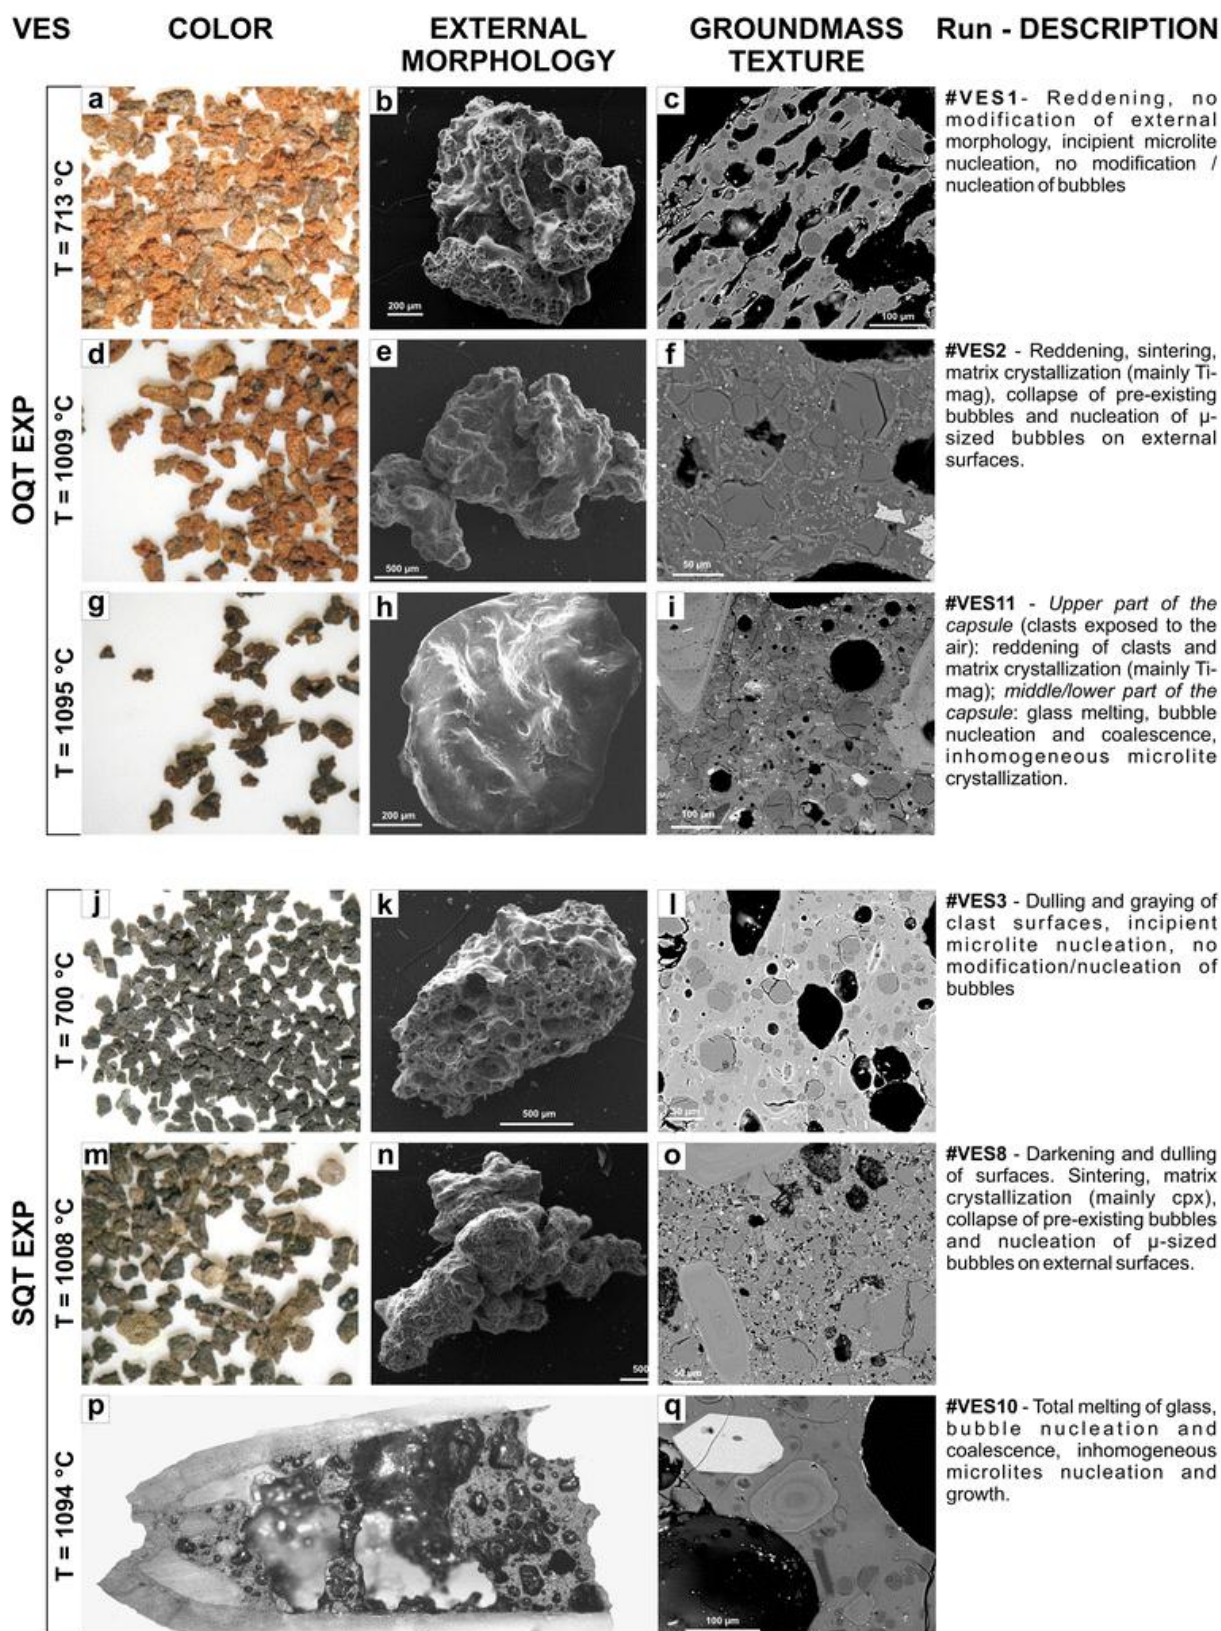 VES COLOR EXTERNAL GROUNDMASS Run - DESCRIPTION
MORPHOLOGY TEXTURE
OQT EXP
T = 713 °C
a
b
200 µm
c
100 µm
#VES1- Reddening, no
modification of external
morphology, incipient microlite
nucleation, no modification /
nucleation of bubbles
T = 1009 °C
d
e
500 µm
f
50 µm
#VES2 - Reddening, sintering,
matrix crystallization (mainly Ti-
mag), collapse of pre-existing
bubbles and nucleation of µ-
sized bubbles on external
surfaces.
T = 1095 °C
g
h
200 µm
i
100 µm
#VES11 - Upper part of the
capsule (clasts exposed to the
air): reddening of clasts and
matrix crystallization (mainly Ti-
mag); middle/lower part of the
capsule: glass melting, bubble
nucleation and coalescence,
inhomogeneous microlite
crystallization.
SQT EXP
T = 700 °C
j
k
500 µm
l
50 µm
#VES3 - Dulling and graying of
clast surfaces, incipient
microlite nucleation, no
modification/nucleation of
bubbles
T = 1008 °C
m
n
500
o
50 µm
#VES8 - Darkening and dulling
of surfaces. Sintering, matrix
crystallization (mainly cpx),
collapse of pre-existing bubbles
and nucleation of µ-sized
bubbles on external surfaces.
T = 1094 °C
p
q
100 µm
#VES10 - Total melting of glass,
bubble nucleation and
coalescence, inhomogeneous
microlites nucleation and
growth.